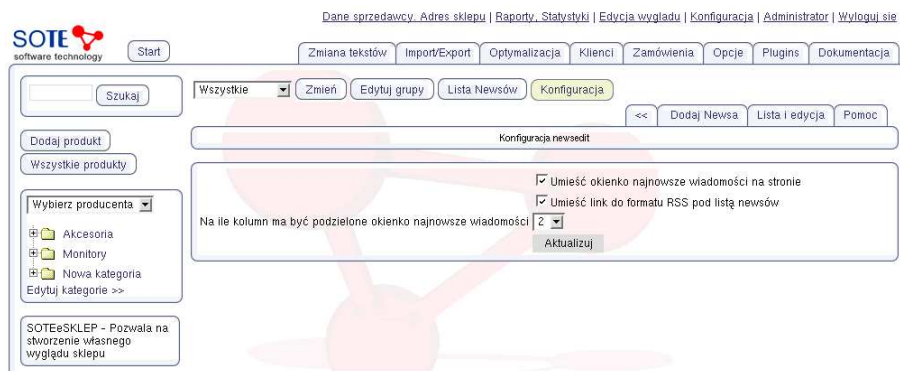 Dane sprzedawcy. Adres sklepu | Raporty, Statystyki | Edycja wygladu | Konfiguracja | Administrator | Wyloguj sie
SOTE
software technology
Start
Zmiana tekstów Import/Export Optymalizacja Klienci Zamówienia Opcje Plugins Dokumentacja
Szukaj
Wszystkie Zmień Edytuj grupy Lista Newsów Konfiguracja
<< Dodaj Newsa Lista i edycja Pomoc
Dodaj produkt
Wszystkie produkty
Konfiguracja newsedit
Wybierz producenta
Akcesoria
Monitory
Nowa kategoria
Edytuj kategorie >>
Umieść okienko najnowsze wiadomości na stronie
Umieść link do formatu RSS pod listą newsów
Na ile kolumn ma być podzielone okienko najnowsze wiadomości 2
Aktualizuj
SOTEeSKLEP - Pozwala na
stworzenie własnego
wyglądu sklepu